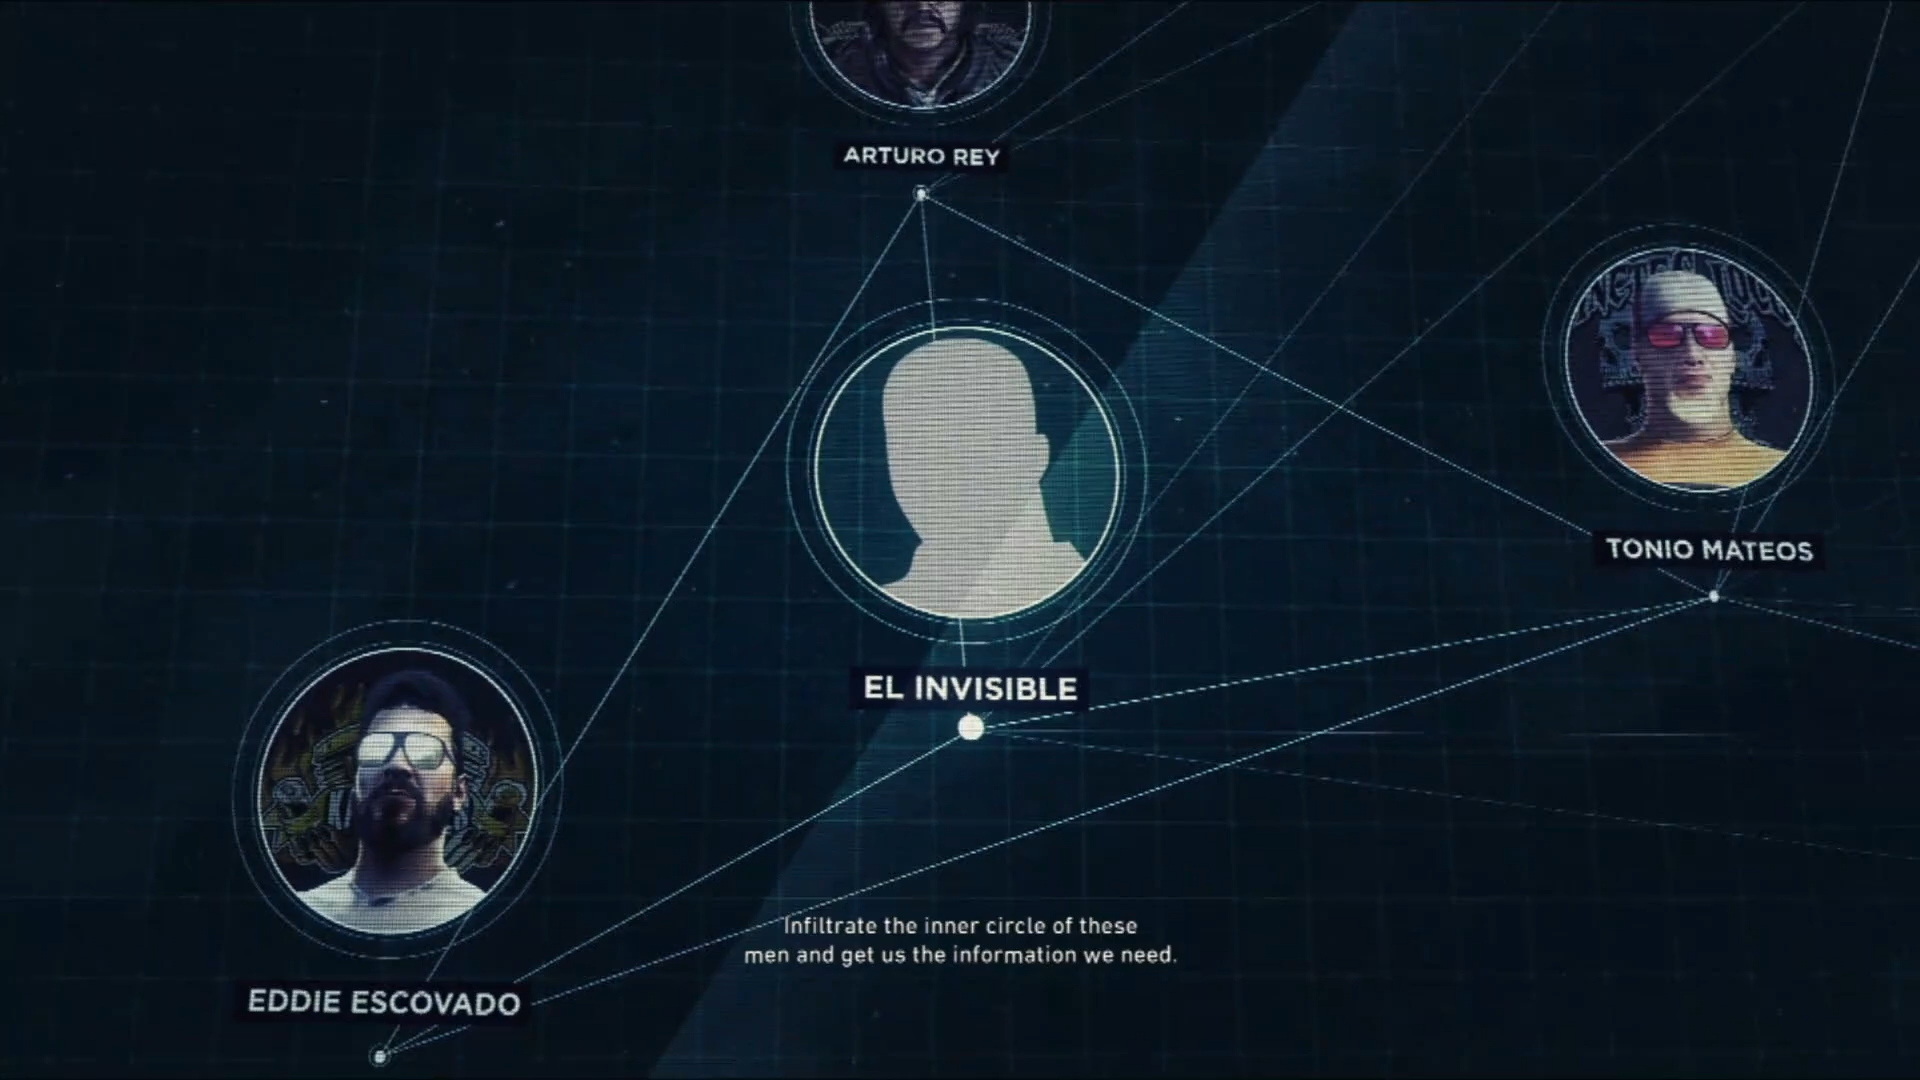 ARTURO REY
TONIO MATEOS
EL INVISIBLE
EDDIE ESCOVADO
Infiltrate the inner circle of these
men and get us the information we need.